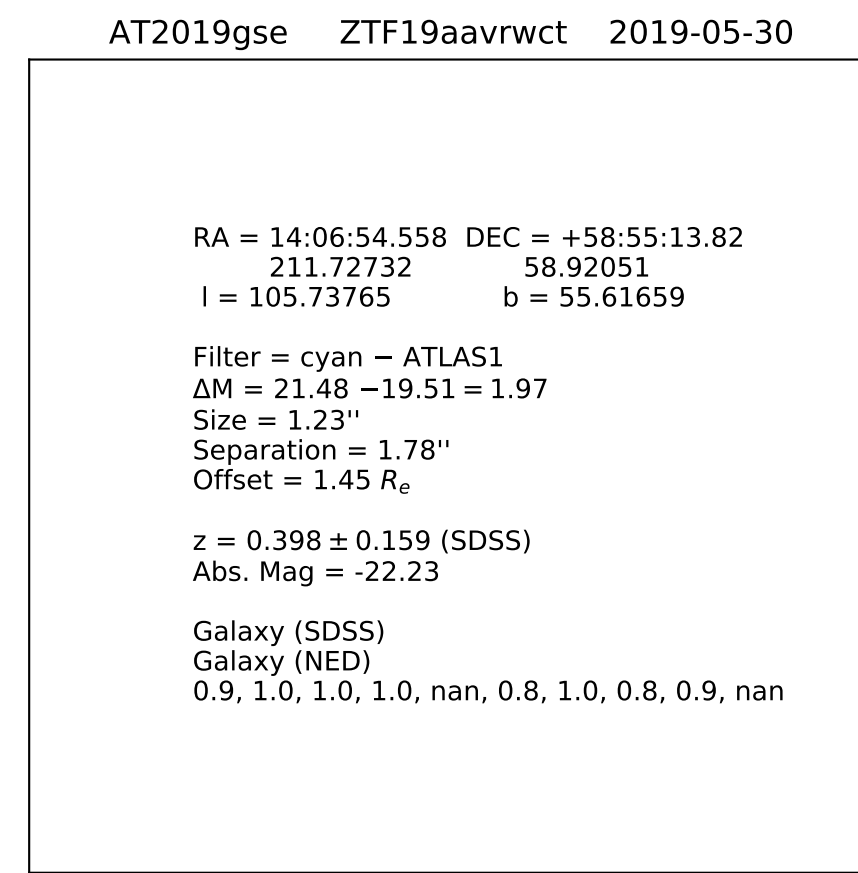 AT2019gse ZTF19aavrwct 2019-05-30
RA = 14:06:54.558 DEC = +58:55:13.82
211.72732 58.92051
l = 105.73765 b = 55.61659
Filter = cyan − ATLAS1
ΔM = 21.48 −19.51 = 1.97
Size = 1.23''
Separation = 1.78''
Offset = 1.45 Rₑ
z = 0.398 ± 0.159 (SDSS)
Abs. Mag = -22.23
Galaxy (SDSS)
Galaxy (NED)
0.9, 1.0, 1.0, 1.0, nan, 0.8, 1.0, 0.8, 0.9, nan